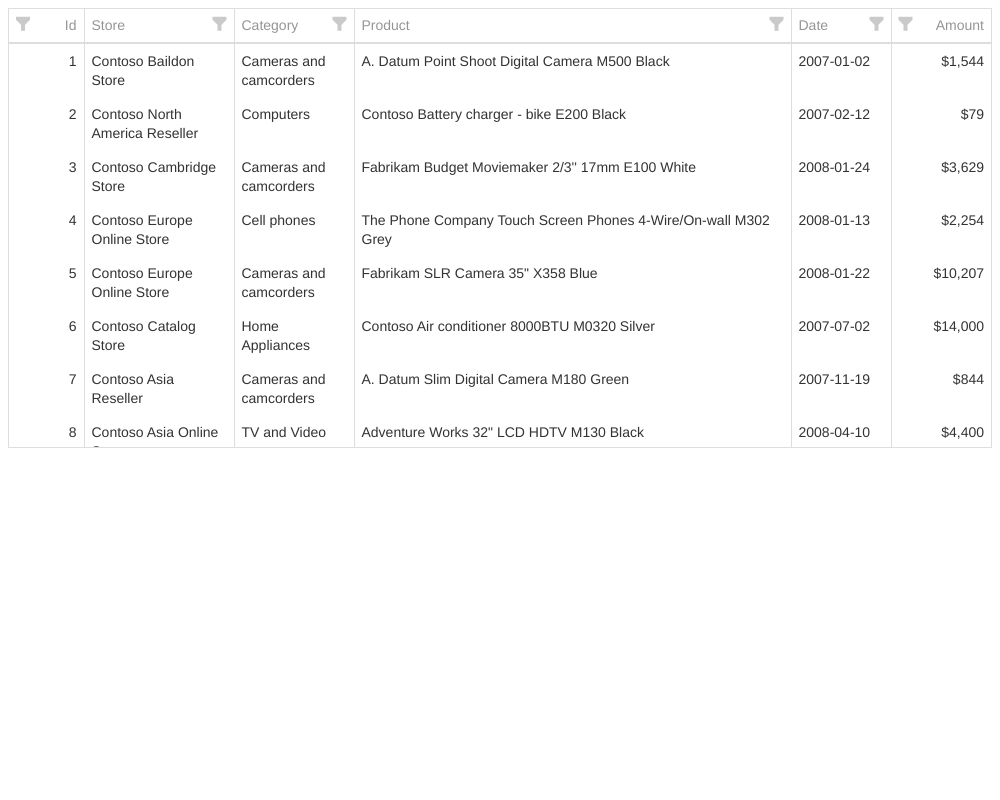 Id Store Category Product Date Amount
1 Contoso Baildon Cameras and A. Datum Point Shoot Digital Camera M500 Black 2007-01-02 $1,544
Store camcorders
2 Contoso North Computers Contoso Battery charger - bike E200 Black 2007-02-12 $79
America Reseller
3 Contoso Cambridge Cameras and Fabrikam Budget Moviemaker 2/3'' 17mm E100 White 2008-01-24 $3,629
Store camcorders
4 Contoso Europe Cell phones The Phone Company Touch Screen Phones 4-Wire/On-wall M302 2008-01-13 $2,254
Online Store Grey
5 Contoso Europe Cameras and Fabrikam SLR Camera 35" X358 Blue 2008-01-22 $10,207
Online Store camcorders
6 Contoso Catalog Home Contoso Air conditioner 8000BTU M0320 Silver 2007-07-02 $14,000
Store Appliances
7 Contoso Asia Cameras and A. Datum Slim Digital Camera M180 Green 2007-11-19 $844
Reseller camcorders
8 Contoso Asia Online TV and Video Adventure Works 32" LCD HDTV M130 Black 2008-04-10 $4,400